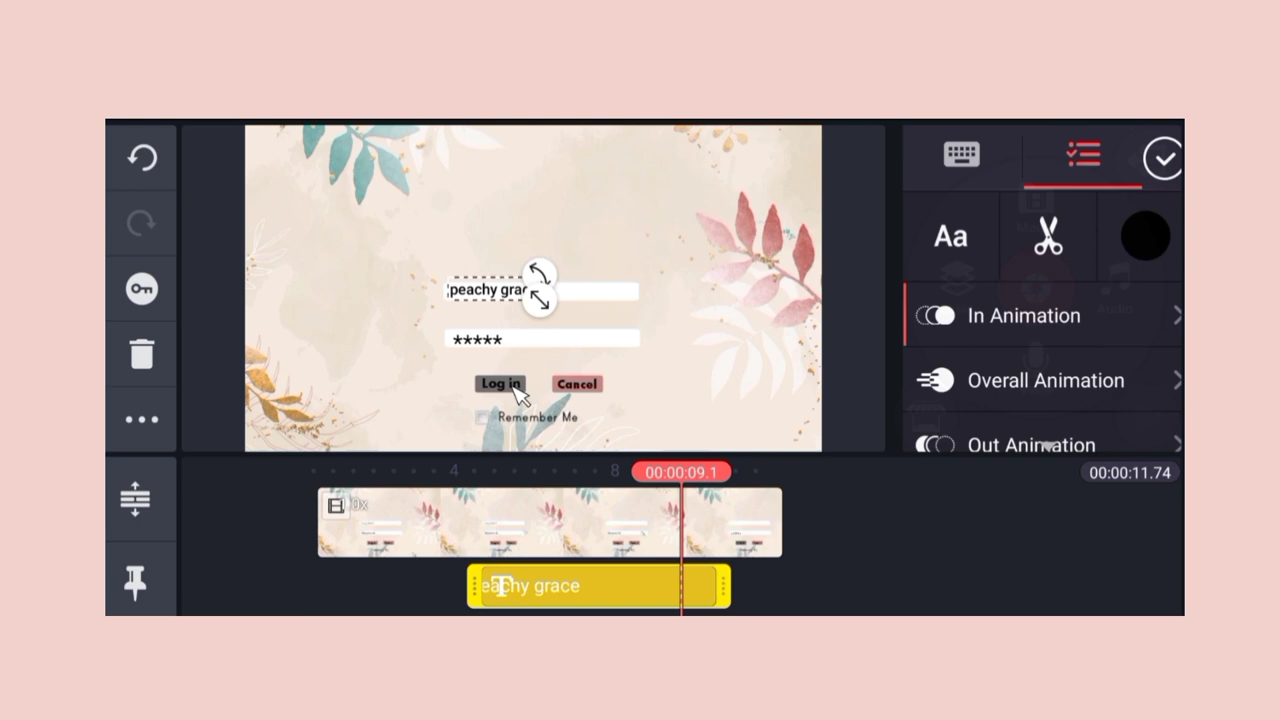 Aa
In Animation
Overall Animation
Out Animation
peachy grac
*****
Log in
Cancel
Remember Me
4
8
00:00:09.1
00:00:11.74
0x
T
eachy grace